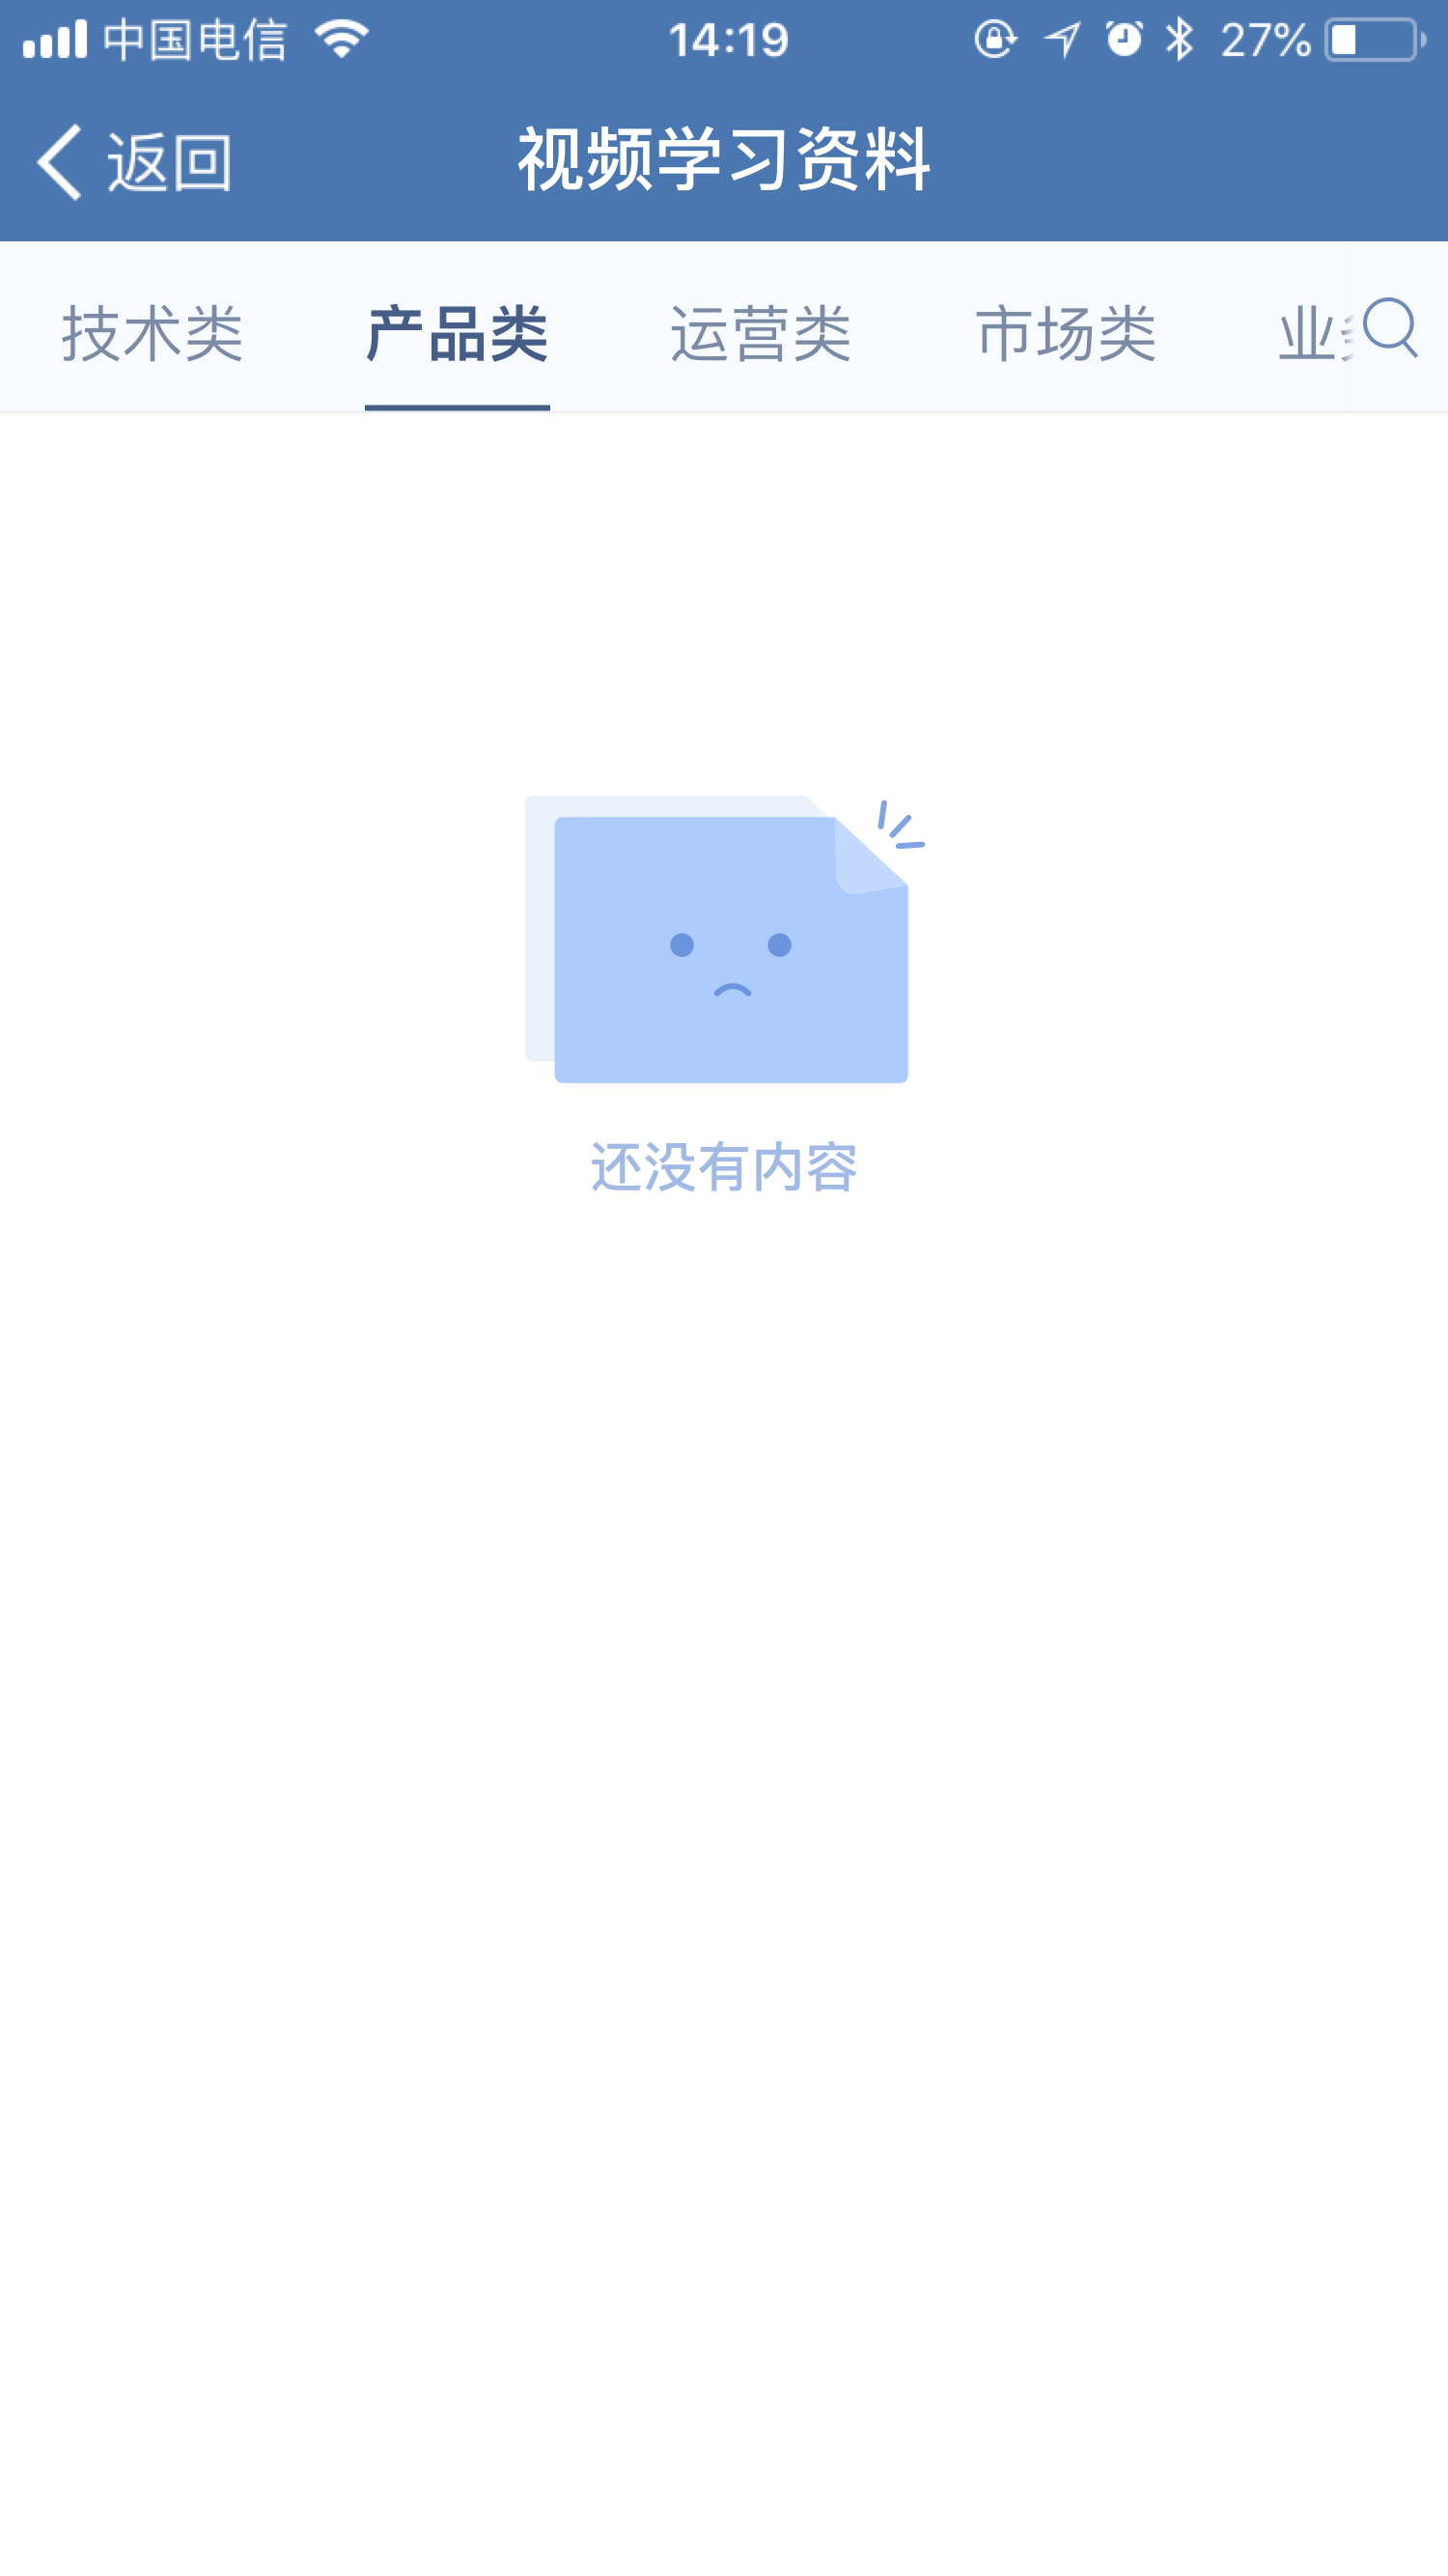 中国电信 14:19 27%
返回 视频学习资料
技术类 产品类 运营类 市场类 业
还没有内容